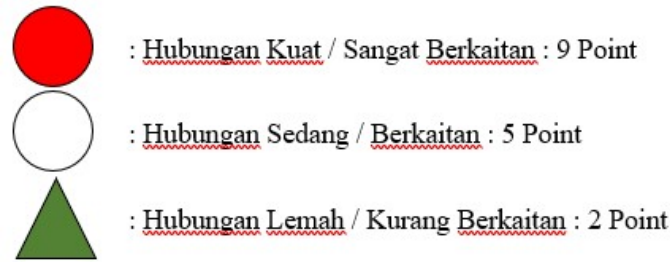 : Hubungan Kuat / Sangat Berkaitan : 9 Point
: Hubungan Sedang / Berkaitan : 5 Point
: Hubungan Lemah / Kurang Berkaitan : 2 Point